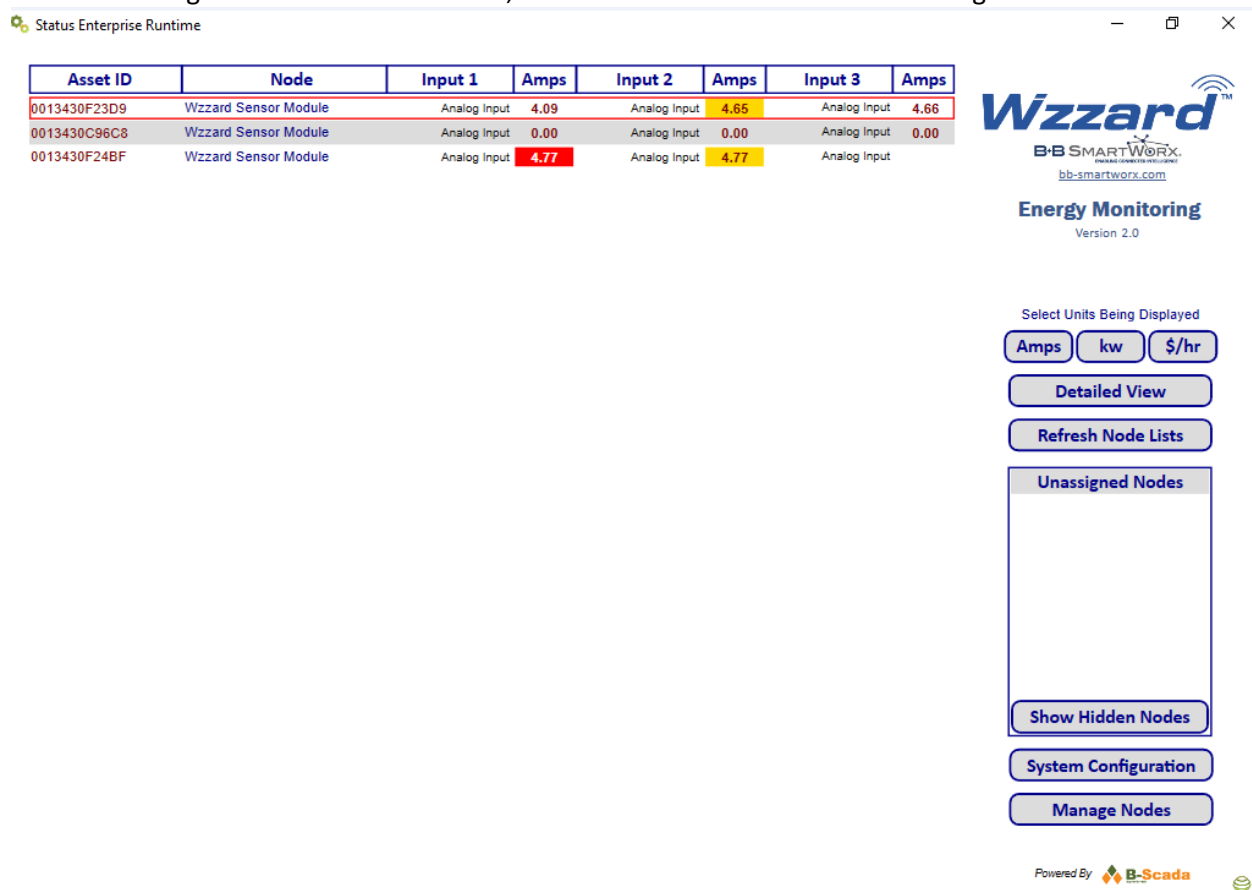 Status Enterprise Runtime
Asset ID Node Input 1 Amps Input 2 Amps Input 3 Amps
0013430F23D9 Wzzard Sensor Module Analog Input 4.09 Analog Input 4.65 Analog Input 4.66
0013430C96C8 Wzzard Sensor Module Analog Input 0.00 Analog Input 0.00 Analog Input 0.00
0013430F24BF Wzzard Sensor Module Analog Input 4.77 Analog Input 4.77 Analog Input
Wzzard™
B+B SMARTWORX.
bb-smartworx.com
Energy Monitoring
Version 2.0
Select Units Being Displayed
Amps kw $/hr
Detailed View
Refresh Node Lists
Unassigned Nodes
Show Hidden Nodes
System Configuration
Manage Nodes
Powered By B-Scada